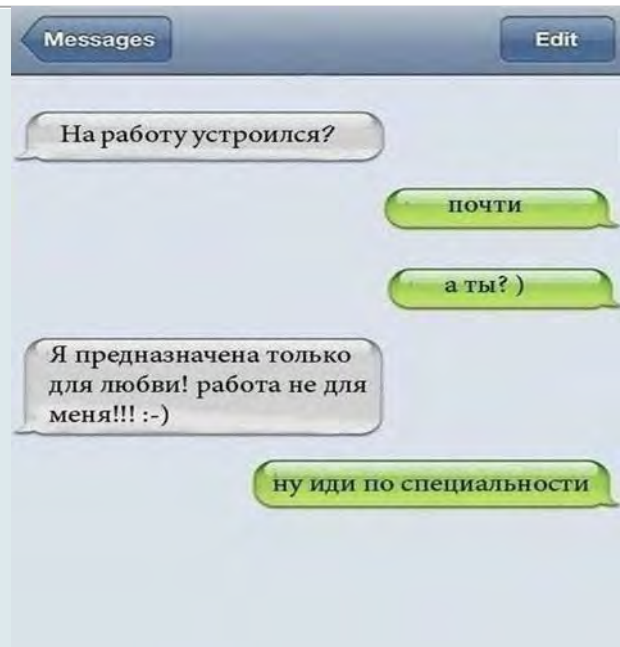 Messages
Edit
На работу устроился?
почти
а ты? )
Я предназначена только
для любви! работа не для
меня!!! :-)
ну иди по специальности